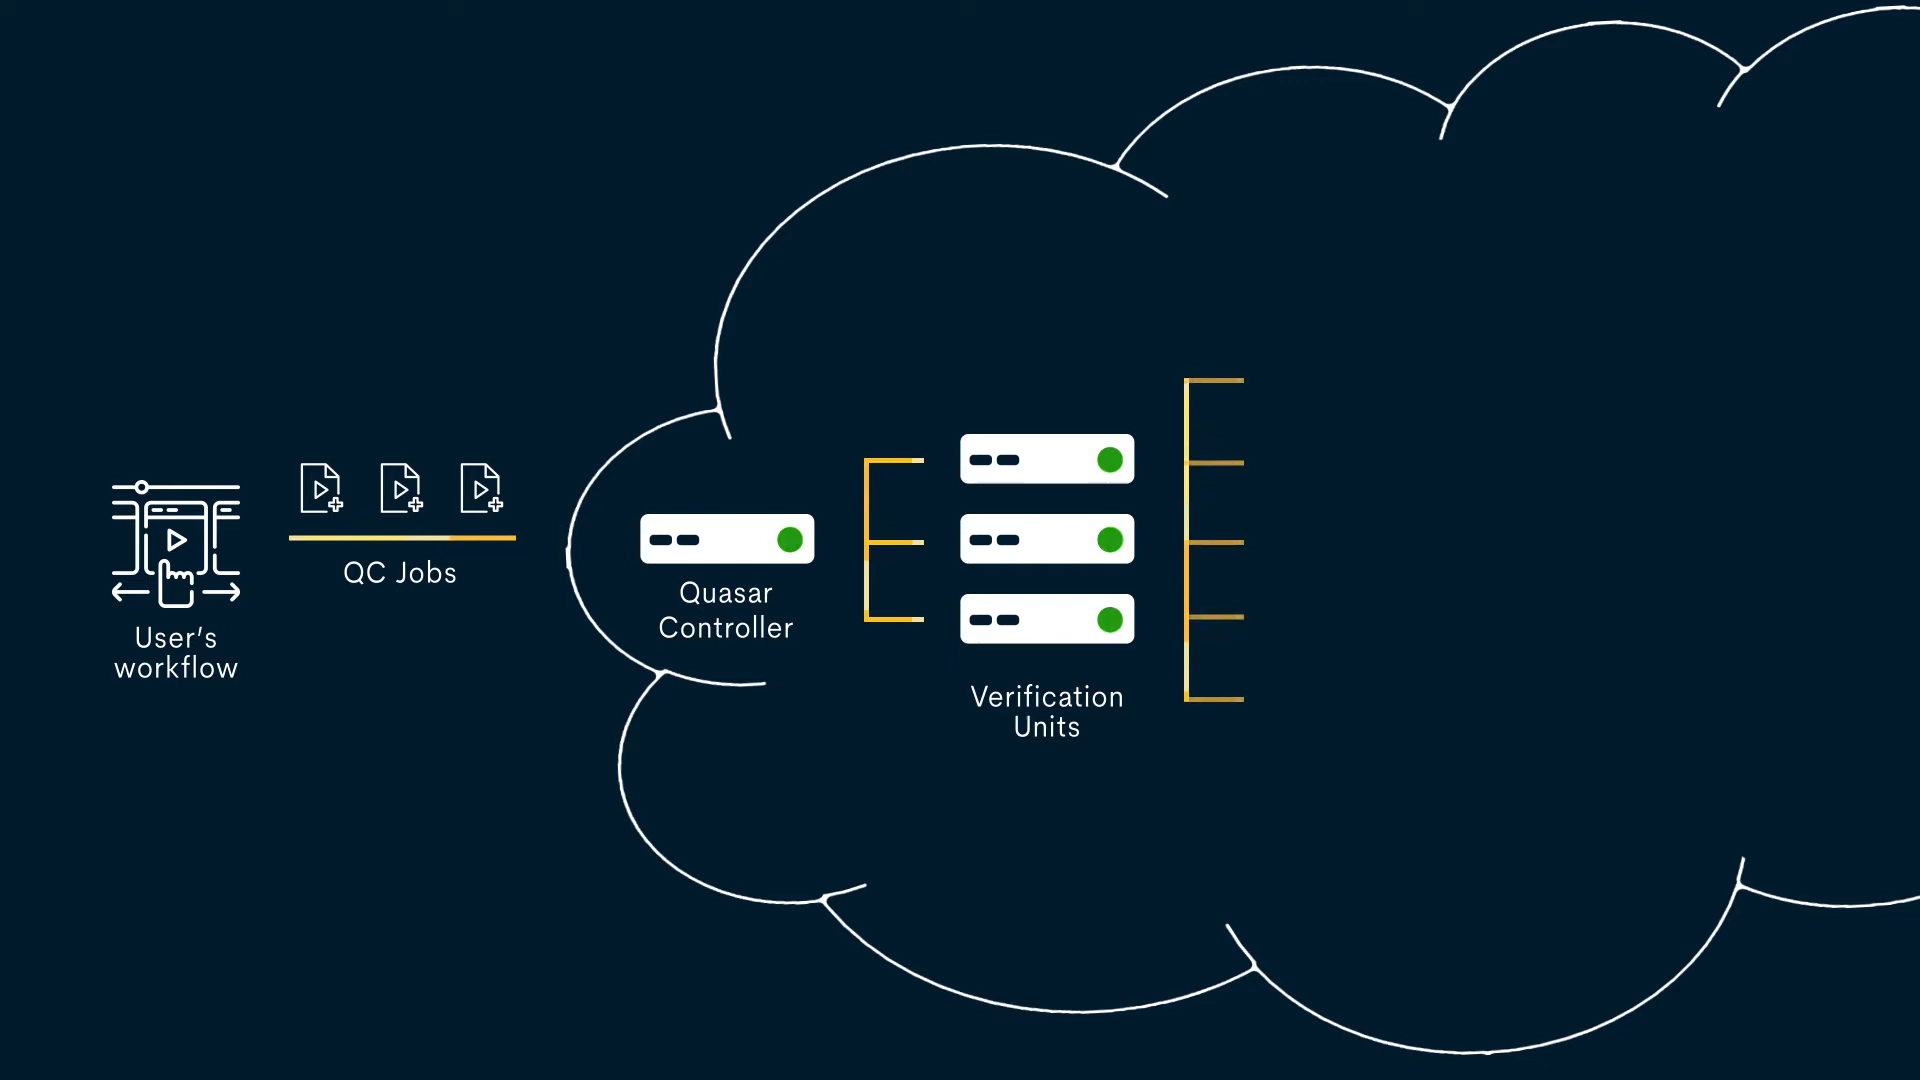 QC Jobs
User's
workflow
Quasar
Controller
Verification
Units